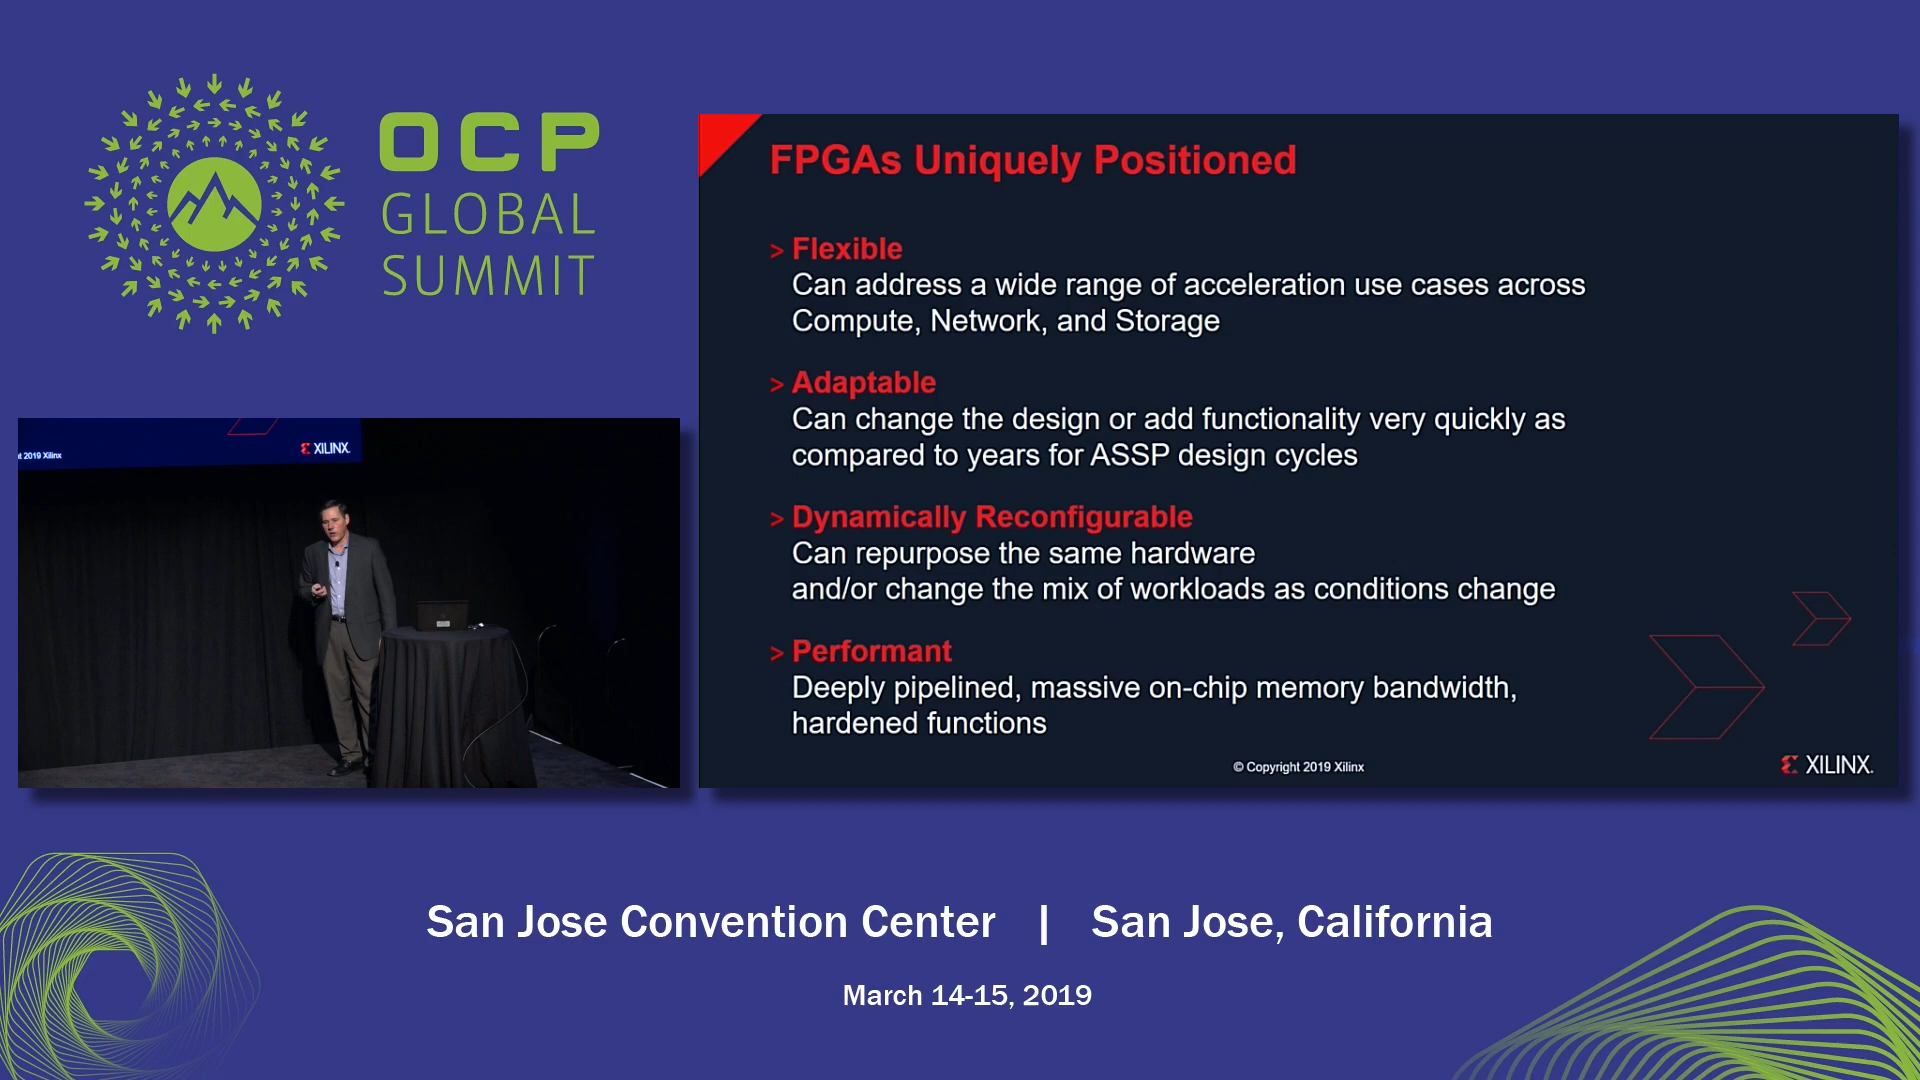 OCP
GLOBAL
SUMMIT
FPGAs Uniquely Positioned
> Flexible
Can address a wide range of acceleration use cases across
Compute, Network, and Storage
> Adaptable
Can change the design or add functionality very quickly as
compared to years for ASSP design cycles
> Dynamically Reconfigurable
Can repurpose the same hardware
and/or change the mix of workloads as conditions change
> Performant
Deeply pipelined, massive on-chip memory bandwidth,
hardened functions
© Copyright 2019 Xilinx
XILINX
t 2019 Xilinx
XILINX
San Jose Convention Center | San Jose, California
March 14-15, 2019